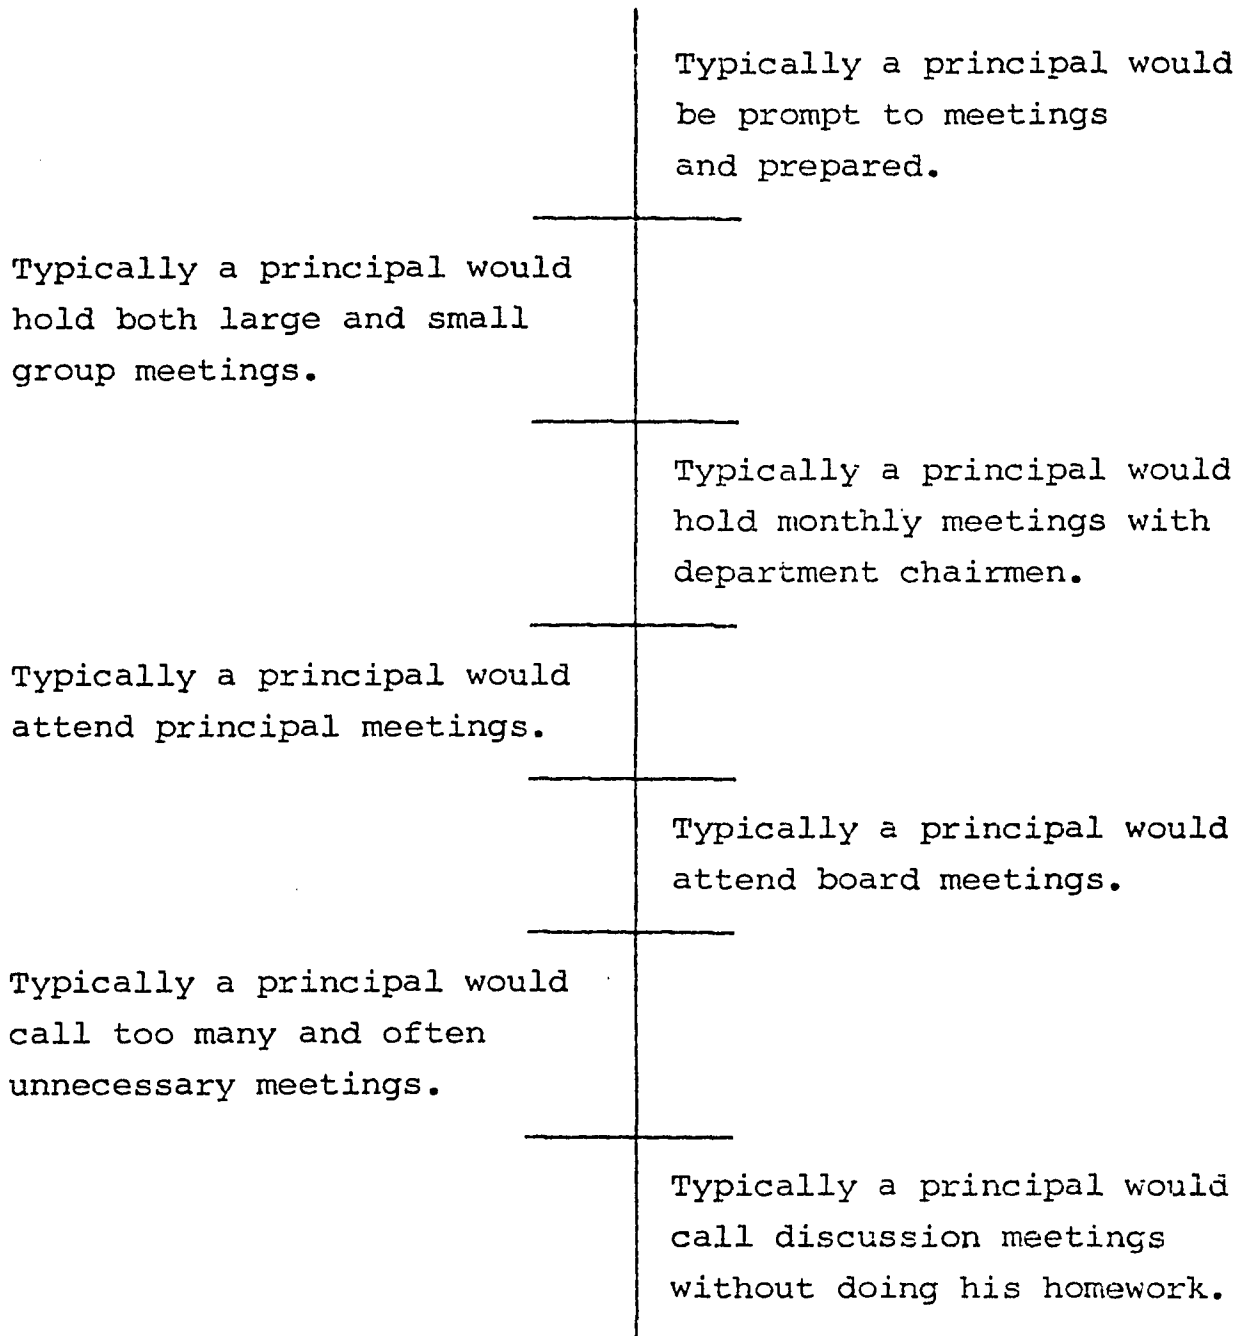 Typically a principal would
be prompt to meetings
and prepared.
Typically a principal would
hold both large and small
group meetings.
Typically a principal would
hold monthly meetings with
department chairmen.
Typically a principal would
attend principal meetings.
Typically a principal would
attend board meetings.
Typically a principal would
call too many and often
unnecessary meetings.
Typically a principal would
call discussion meetings
without doing his homework.